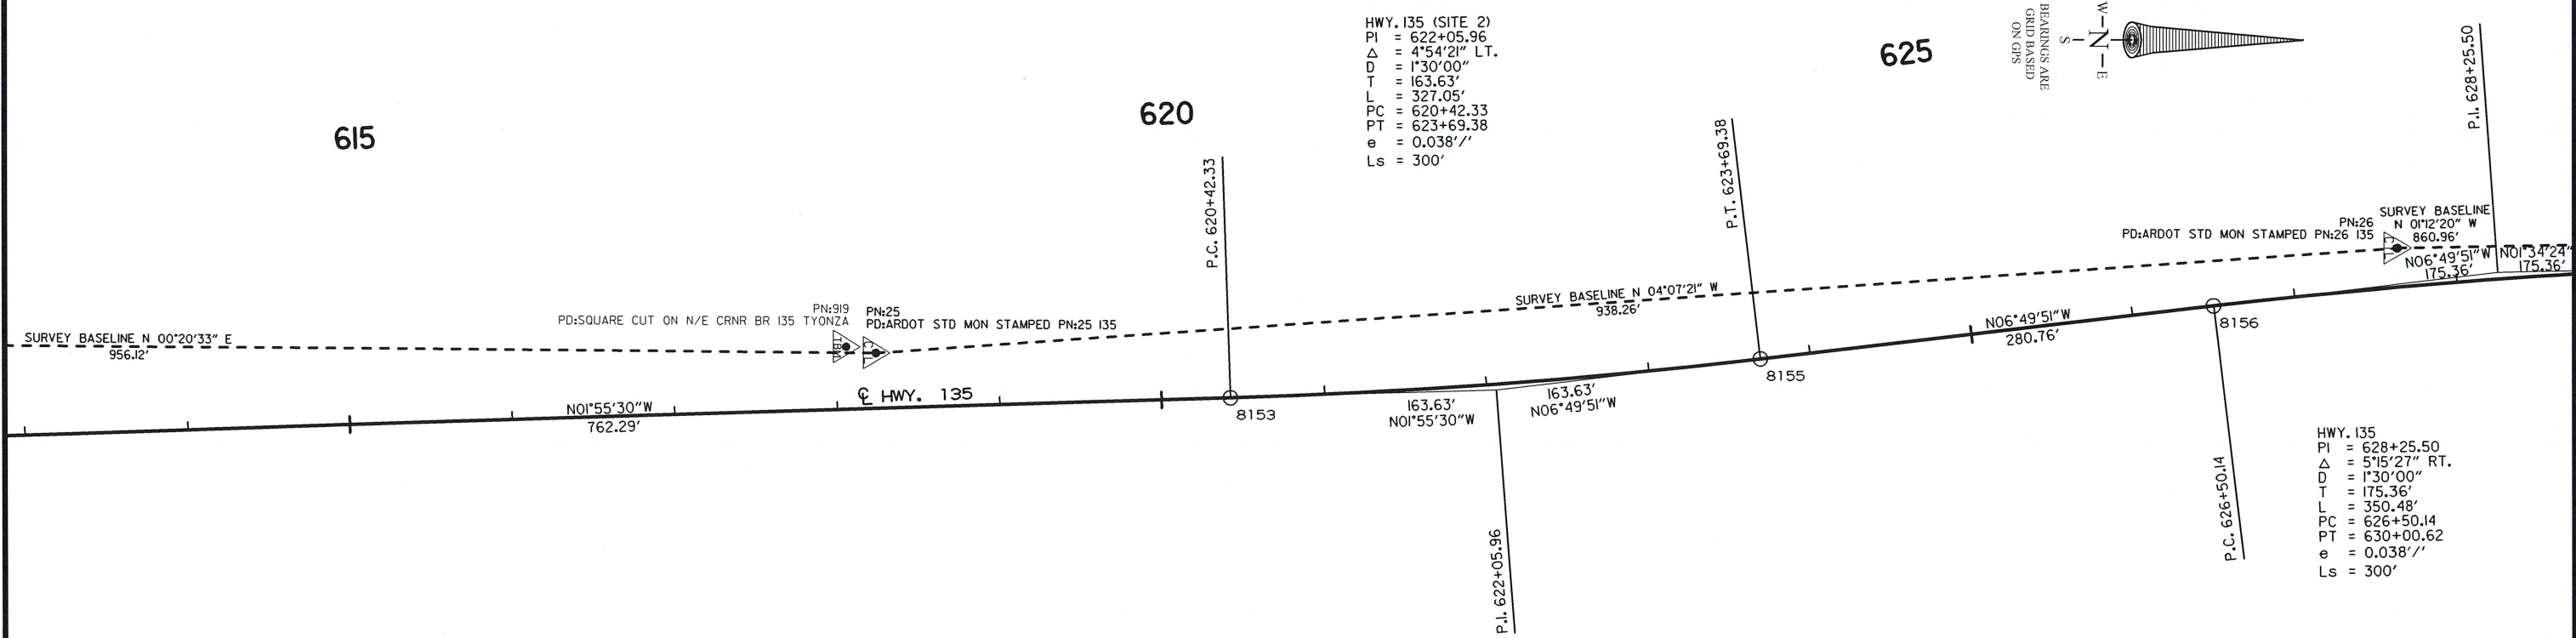 HWY. 135 (SITE 2)
PI = 622+05.96
Δ = 4°54'21" LT.
D = 1°30'00"
T = 163.63'
L = 327.05'
PC = 620+42.33
PT = 623+69.38
e = 0.038'/'
Ls = 300'
W N E
S
BEARINGS ARE
GRID BASED
ON GPS
615
620
625
P.C. 620+42.33
P.T. 623+69.38
P.I. 628+25.50
SURVEY BASELINE N 00°20'33" E
956.12'
PN:919
PD:SQUARE CUT ON N/E CRNR BR 135 TYONZA
PN:25
PD:ARDOT STD MON STAMPED PN:25 135
SURVEY BASELINE N 04°07'21" W
938.26'
PN:26
PD:ARDOT STD MON STAMPED PN:26 135
SURVEY BASELINE
N 01°12'20" W
860.96'
N06°49'51"W
175.36'
N01°34'24"
175.36'
N01°55'30"W
762.29'
℄ HWY. 135
8153
163.63'
N01°55'30"W
163.63'
N06°49'51"W
8155
N06°49'51"W
280.76'
8156
P.I. 622+05.96
P.C. 626+50.14
HWY. 135
PI = 628+25.50
Δ = 5°15'27" RT.
D = 1°30'00"
T = 175.36'
L = 350.48'
PC = 626+50.14
PT = 630+00.62
e = 0.038'/'
Ls = 300'